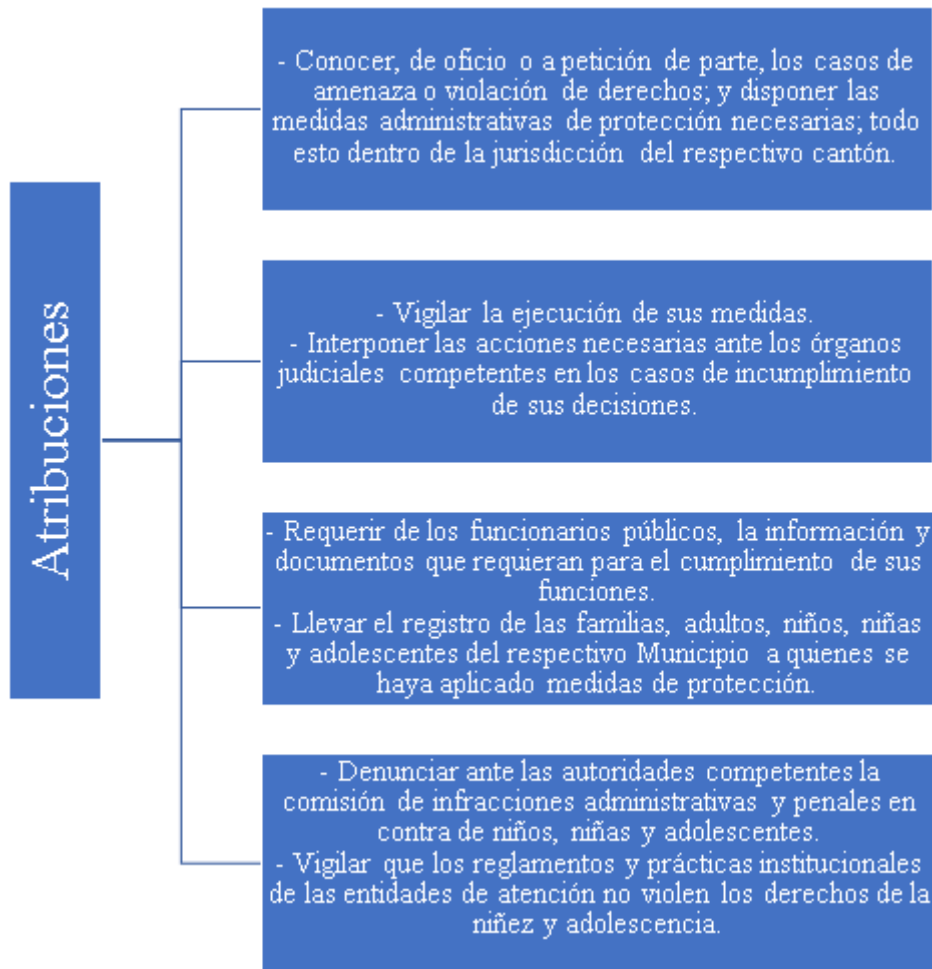 Atribuciones
- Conocer, de oficio o a petición de parte, los casos de
amenaza o violación de derechos; y disponer las
medidas administrativas de protección necesarias; todo
esto dentro de la jurisdicción del respectivo cantón.
- Vigilar la ejecución de sus medidas.
- Interponer las acciones necesarias ante los órganos
judiciales competentes en los casos de incumplimiento
de sus decisiones.
- Requerir de los funcionarios públicos, la información y
documentos que requieran para el cumplimiento de sus
funciones.
- Llevar el registro de las familias, adultos, niños, niñas
y adolescentes del respectivo Municipio a quienes se
haya aplicado medidas de protección.
- Denunciar ante las autoridades competentes la
comisión de infracciones administrativas y penales en
contra de niños, niñas y adolescentes.
- Vigilar que los reglamentos y prácticas institucionales
de las entidades de atención no violen los derechos de la
niñez y adolescencia.